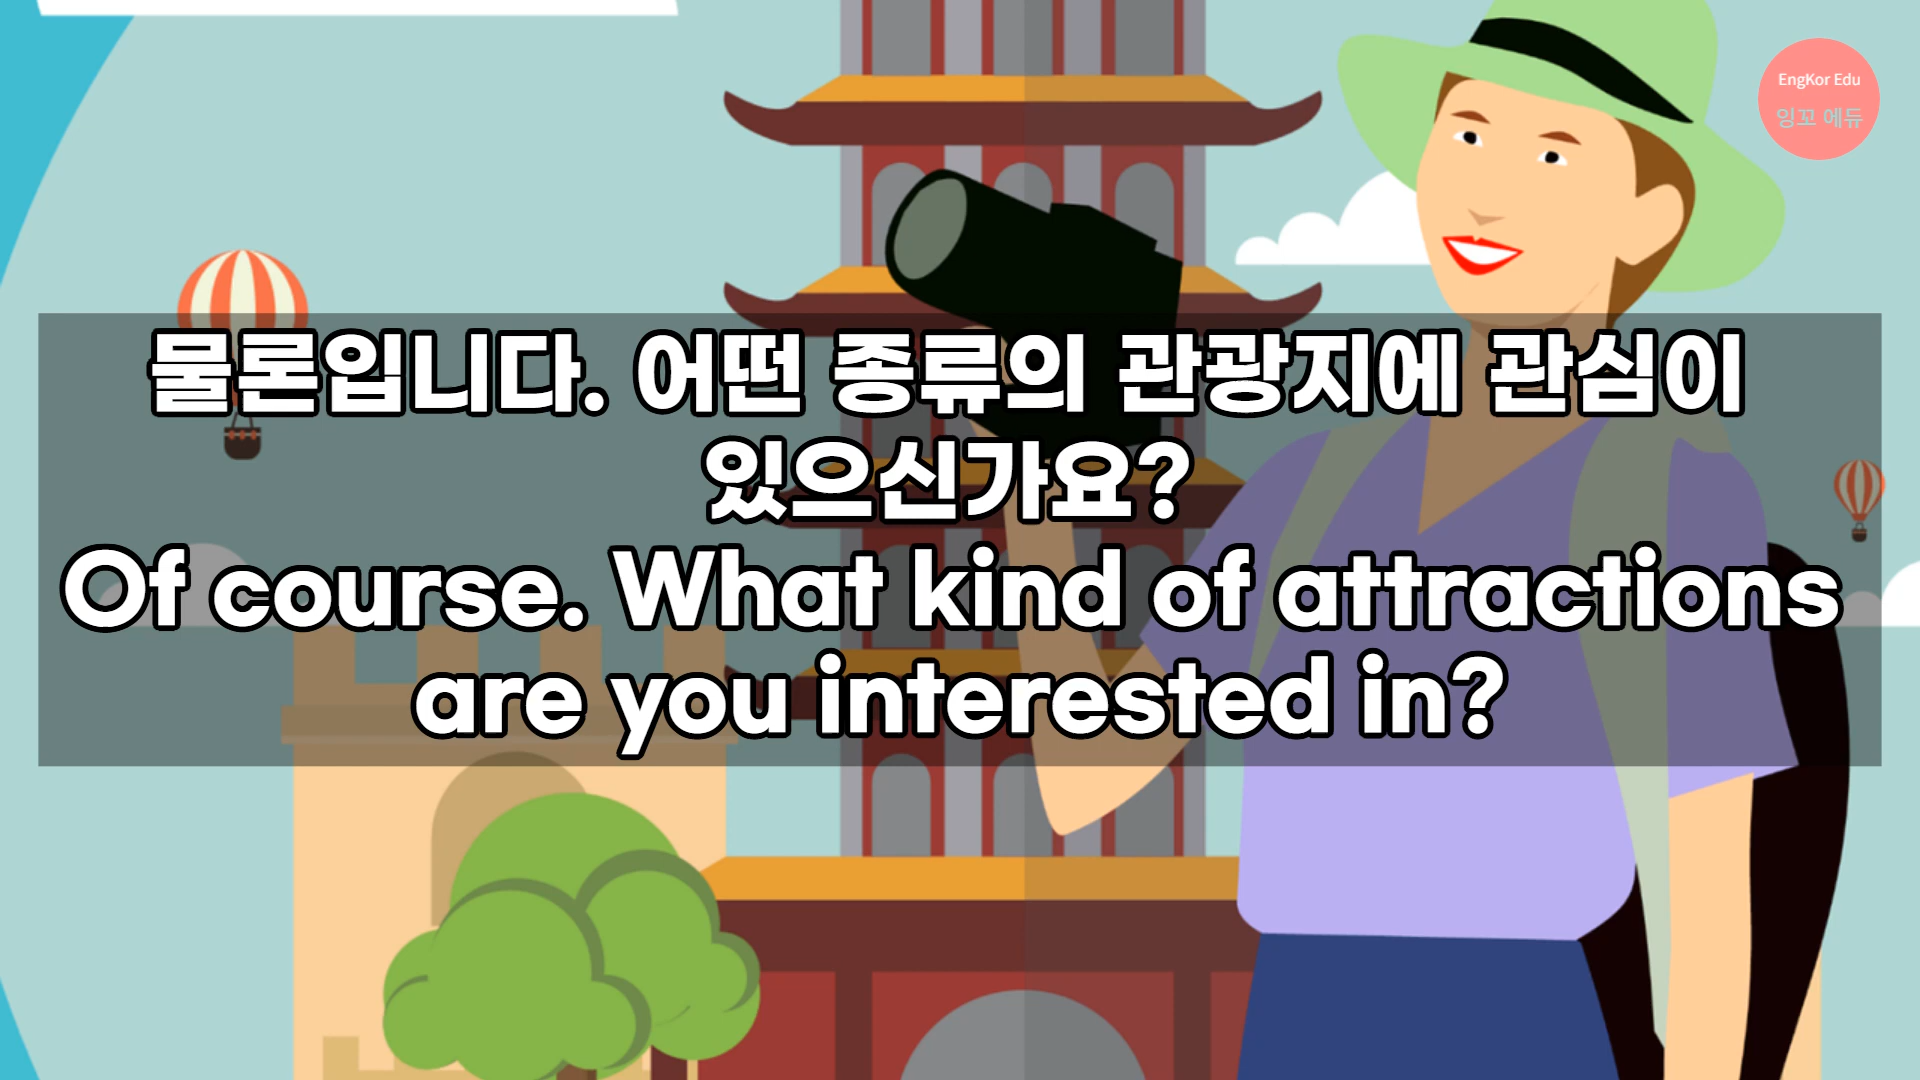 EngKor Edu
잉꼬 에듀
물론입니다. 어떤 종류의 관광지에 관심이
있으신가요?
Of course. What kind of attractions
are you interested in?